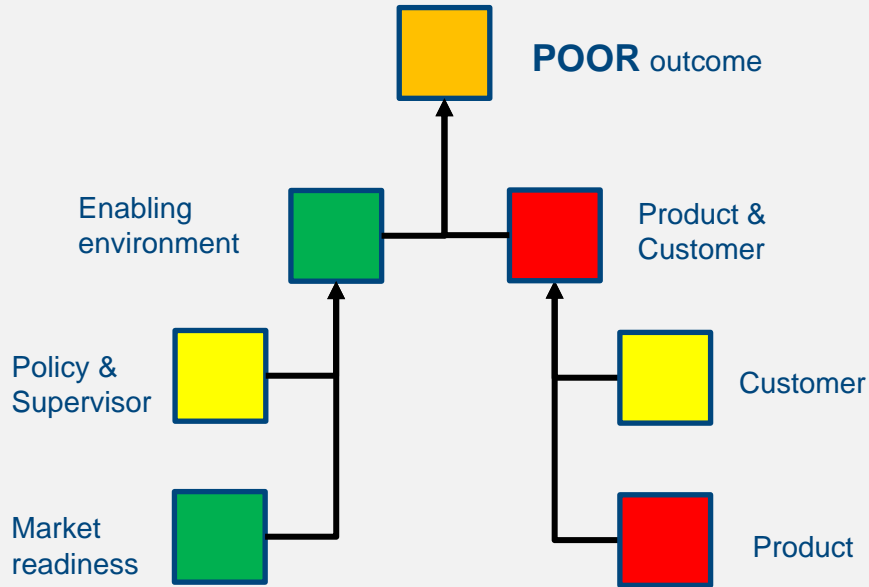 POOR outcome
Enabling
environment
Product &
Customer
Policy &
Supervisor
Customer
Market
readiness
Product